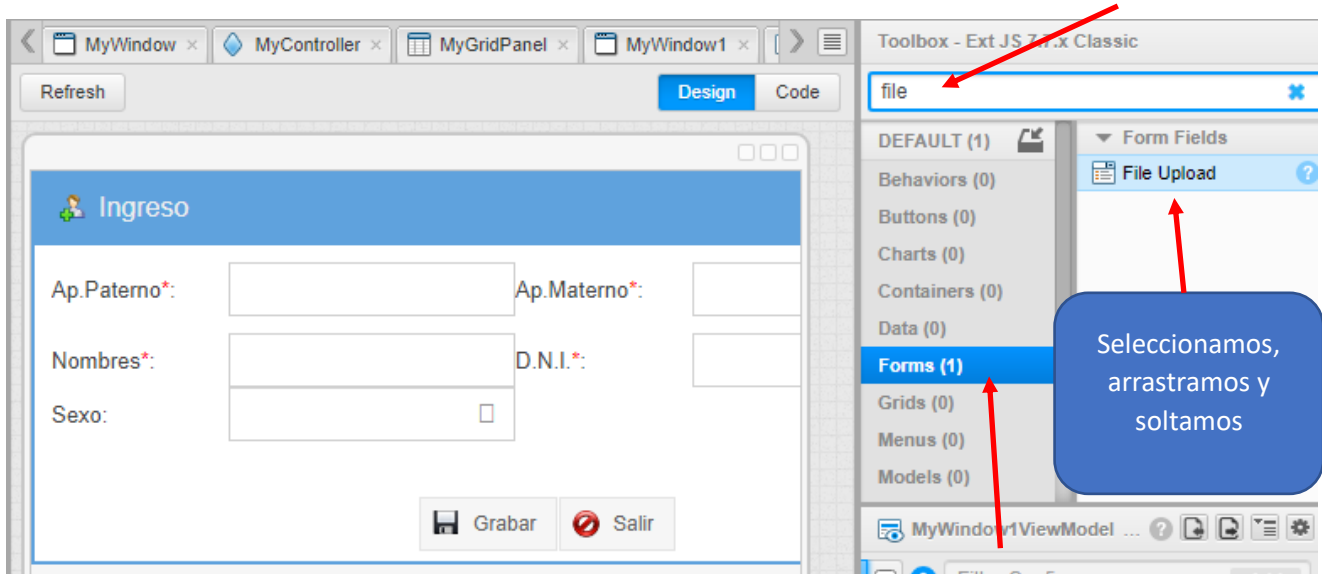 MyWindow
MyController
MyGridPanel
MyWindow1
Refresh
Design
Code
Ingreso
Ap.Paterno*:
Ap.Materno*:
Nombres*:
D.N.I.*:
Sexo:
Grabar
Salir
Toolbox - Ext JS 7.7.x Classic
file
DEFAULT (1)
Behaviors (0)
Buttons (0)
Charts (0)
Containers (0)
Data (0)
Forms (1)
Grids (0)
Menus (0)
Models (0)
Form Fields
File Upload
Seleccionamos,
arrastramos y
soltamos
MyWindow1ViewModel ...